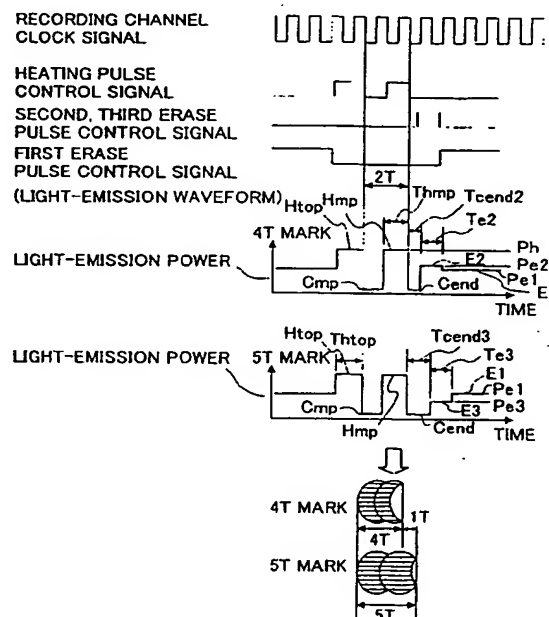 RECORDING CHANNEL
CLOCK SIGNAL
HEATING PULSE
CONTROL SIGNAL
SECOND, THIRD ERASE
PULSE CONTROL SIGNAL
FIRST ERASE
PULSE CONTROL SIGNAL
2T
(LIGHT-EMISSION WAVEFORM)
Htop
Hmp
Thmp
Tcend2
Te2
4T MARK
Ph
LIGHT-EMISSION POWER
E2
Pe2
Pe1
Cmp
Cend
E
TIME
Htop
Thtop
Tcend3
5T MARK
Te3
LIGHT-EMISSION POWER
E1
Pe1
Cmp
E3
Pe3
Hmp
Cend
TIME
4T MARK
1T
4T
5T MARK
5T